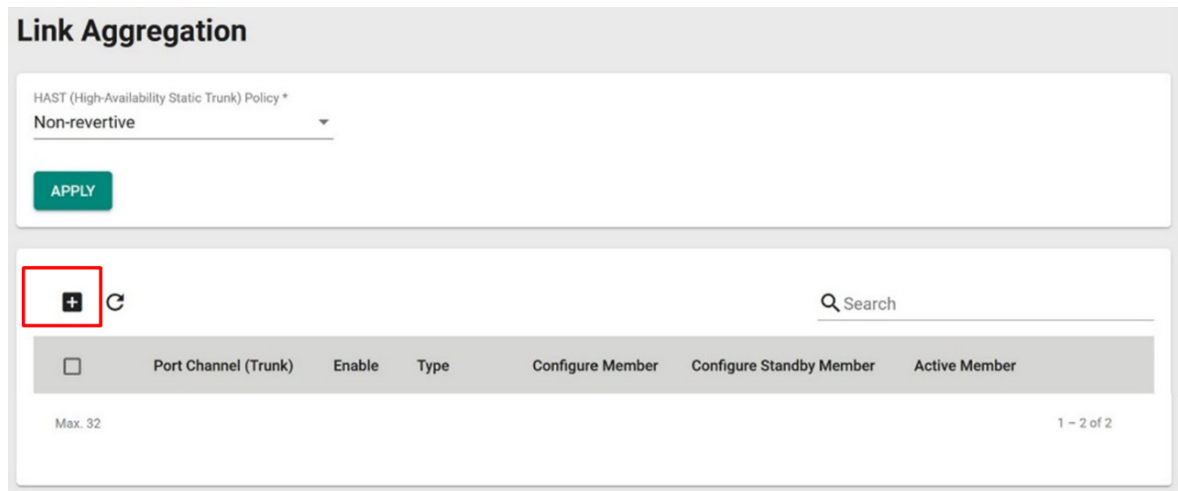 Link Aggregation
HAST (High-Availability Static Trunk) Policy *
Non-revertive
APPLY
Search
Port Channel (Trunk) Enable Type Configure Member Configure Standby Member Active Member
Max. 32 1 – 2 of 2